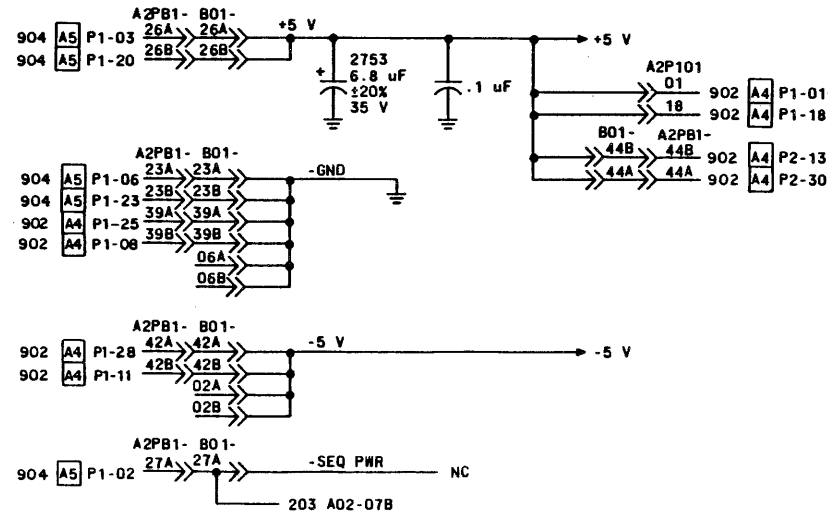 A2PB1- B01-
904 A5 P1-03 26A 26A +5 V +5 V
904 A5 P1-20 26B 26B
+ 2753
6.8 uF
±20%
35 V
.1 uF
A2P101
01 902 A4 P1-01
18 902 A4 P1-18
B01- A2PB1-
44B 44B 902 A4 P2-13
44A 44A 902 A4 P2-30
A2PB1- B01-
904 A5 P1-06 23A 23A -GND
904 A5 P1-23 23B 23B
902 A4 P1-25 39A 39A
902 A4 P1-08 39B 39B
06A
06B
A2PB1- B01-
902 A4 P1-28 42A 42A -5 V -5 V
902 A4 P1-11 42B 42B
02A
02B
A2PB1- B01-
904 A5 P1-02 27A 27A -SEQ PWR NC
203 A02-07B